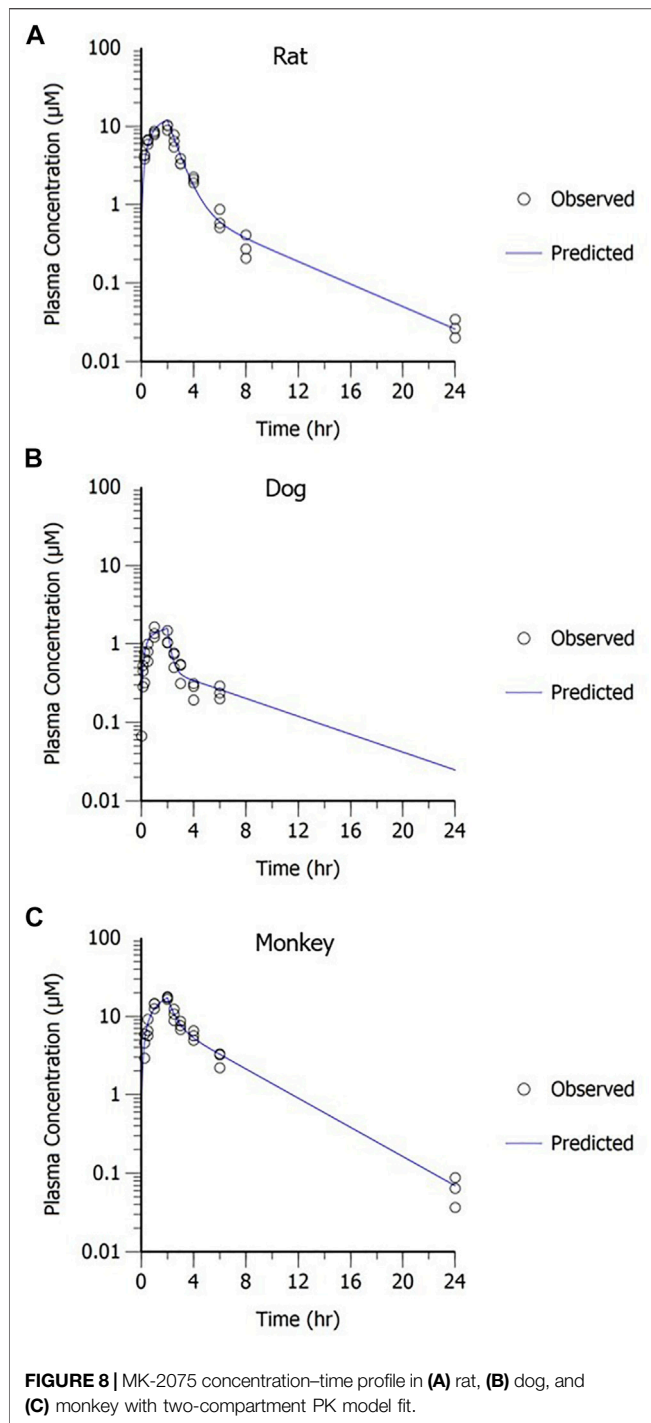 A
Rat
100
10
1
0.1
0.01
Plasma Concentration (µM)
0 4 8 12 16 20 24
Time (hr)
Observed
Predicted
B
Dog
100
10
1
0.1
0.01
Plasma Concentration (µM)
0 4 8 12 16 20 24
Time (hr)
Observed
Predicted
C
Monkey
100
10
1
0.1
0.01
Plasma Concentration (µM)
0 4 8 12 16 20 24
Time (hr)
Observed
Predicted
FIGURE 8 | MK-2075 concentration–time profile in (A) rat, (B) dog, and
(C) monkey with two-compartment PK model fit.